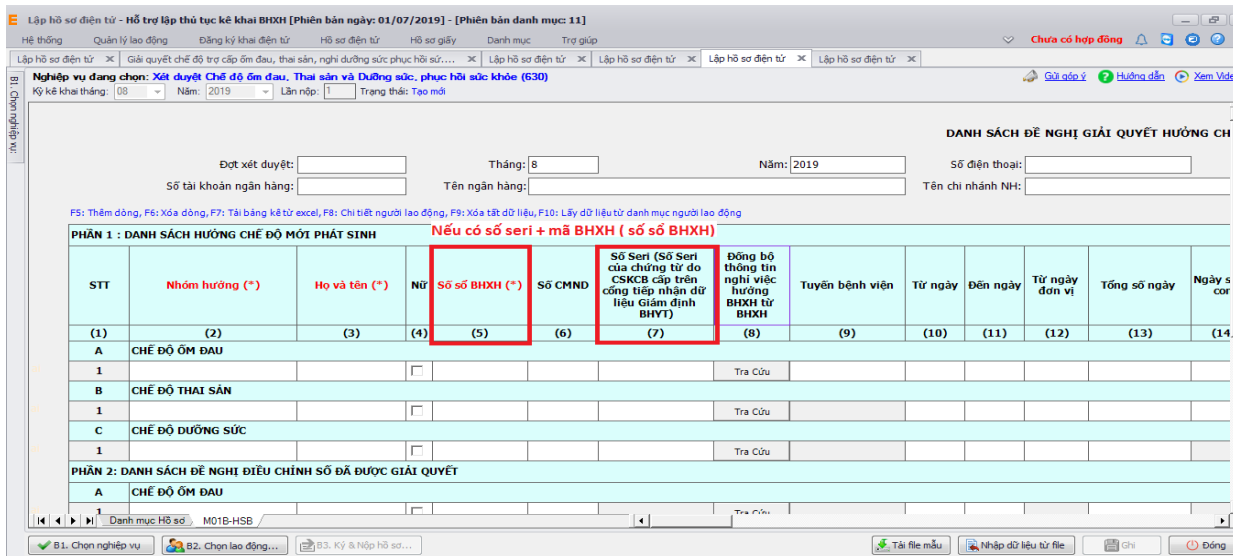 Lập hồ sơ điện tử - Hỗ trợ lập thủ tục kê khai BHXH [Phiên bản ngày: 01/07/2019] - [Phiên bản danh mục: 11]
Hệ thống Quản lý lao động Đăng ký khai điện tử Hồ sơ điện tử Hồ sơ giấy Danh mục Trợ giúp Chưa có hợp đồng
Lập hồ sơ điện tử Giải quyết chế độ trợ cấp ốm đau, thai sản, nghỉ dưỡng sức phục hồi sứ.... Lập hồ sơ điện tử Lập hồ sơ điện tử Lập hồ sơ điện tử Lập hồ sơ điện tử
B1: Chọn nghiệp vụ:
Nghiệp vụ đang chọn: Xét duyệt Chế độ ốm đau, Thai sản và Dưỡng sức, phục hồi sức khỏe (630) Gửi góp ý Hướng dẫn Xem Vide
Kỳ kê khai tháng: 08 Năm: 2019 Lần nộp: 1 Trạng thái: Tạo mới
DANH SÁCH ĐỀ NGHỊ GIẢI QUYẾT HƯỞNG CH
Đợt xét duyệt: Tháng: 8 Năm: 2019 Số điện thoại:
Số tài khoản ngân hàng: Tên ngân hàng: Tên chi nhánh NH:
F5: Thêm dòng, F6: Xóa dòng, F7: Tải bảng kê từ excel, F8: Chi tiết người lao động, F9: Xóa tất dữ liệu, F10: Lấy dữ liệu từ danh mục người lao động
PHẦN 1 : DANH SÁCH HƯỞNG CHẾ ĐỘ MỚI PHÁT SINH Nếu có số seri + mã BHXH ( số sổ BHXH)
STT Nhóm hưởng (*) Họ và tên (*) Nữ Số sổ BHXH (*) Số CMND Số Seri (Số Seri của chứng từ do CSKCB cấp trên cổng tiếp nhận dữ liệu Giám định BHYT) Đồng bộ thông tin nghỉ việc hưởng BHXH từ BHXH Tuyến bệnh viện Từ ngày Đến ngày Từ ngày đơn vị Tổng số ngày Ngày s con
(1) (2) (3) (4) (5) (6) (7) (8) (9) (10) (11) (12) (13) (14
A CHẾ ĐỘ ỐM ĐAU
1 Tra Cứu
B CHẾ ĐỘ THAI SẢN
1 Tra Cứu
C CHẾ ĐỘ DƯỠNG SỨC
1 Tra Cứu
PHẦN 2: DANH SÁCH ĐỀ NGHỊ ĐIỀU CHỈNH SỐ ĐÃ ĐƯỢC GIẢI QUYẾT
A CHẾ ĐỘ ỐM ĐAU
1 Tra Cứu
Danh mục Hồ sơ M01B-HSB
B1. Chọn nghiệp vụ B2. Chọn lao động... B3. Ký & Nộp hồ sơ... Tải file mẫu Nhập dữ liệu từ file Ghi Đóng